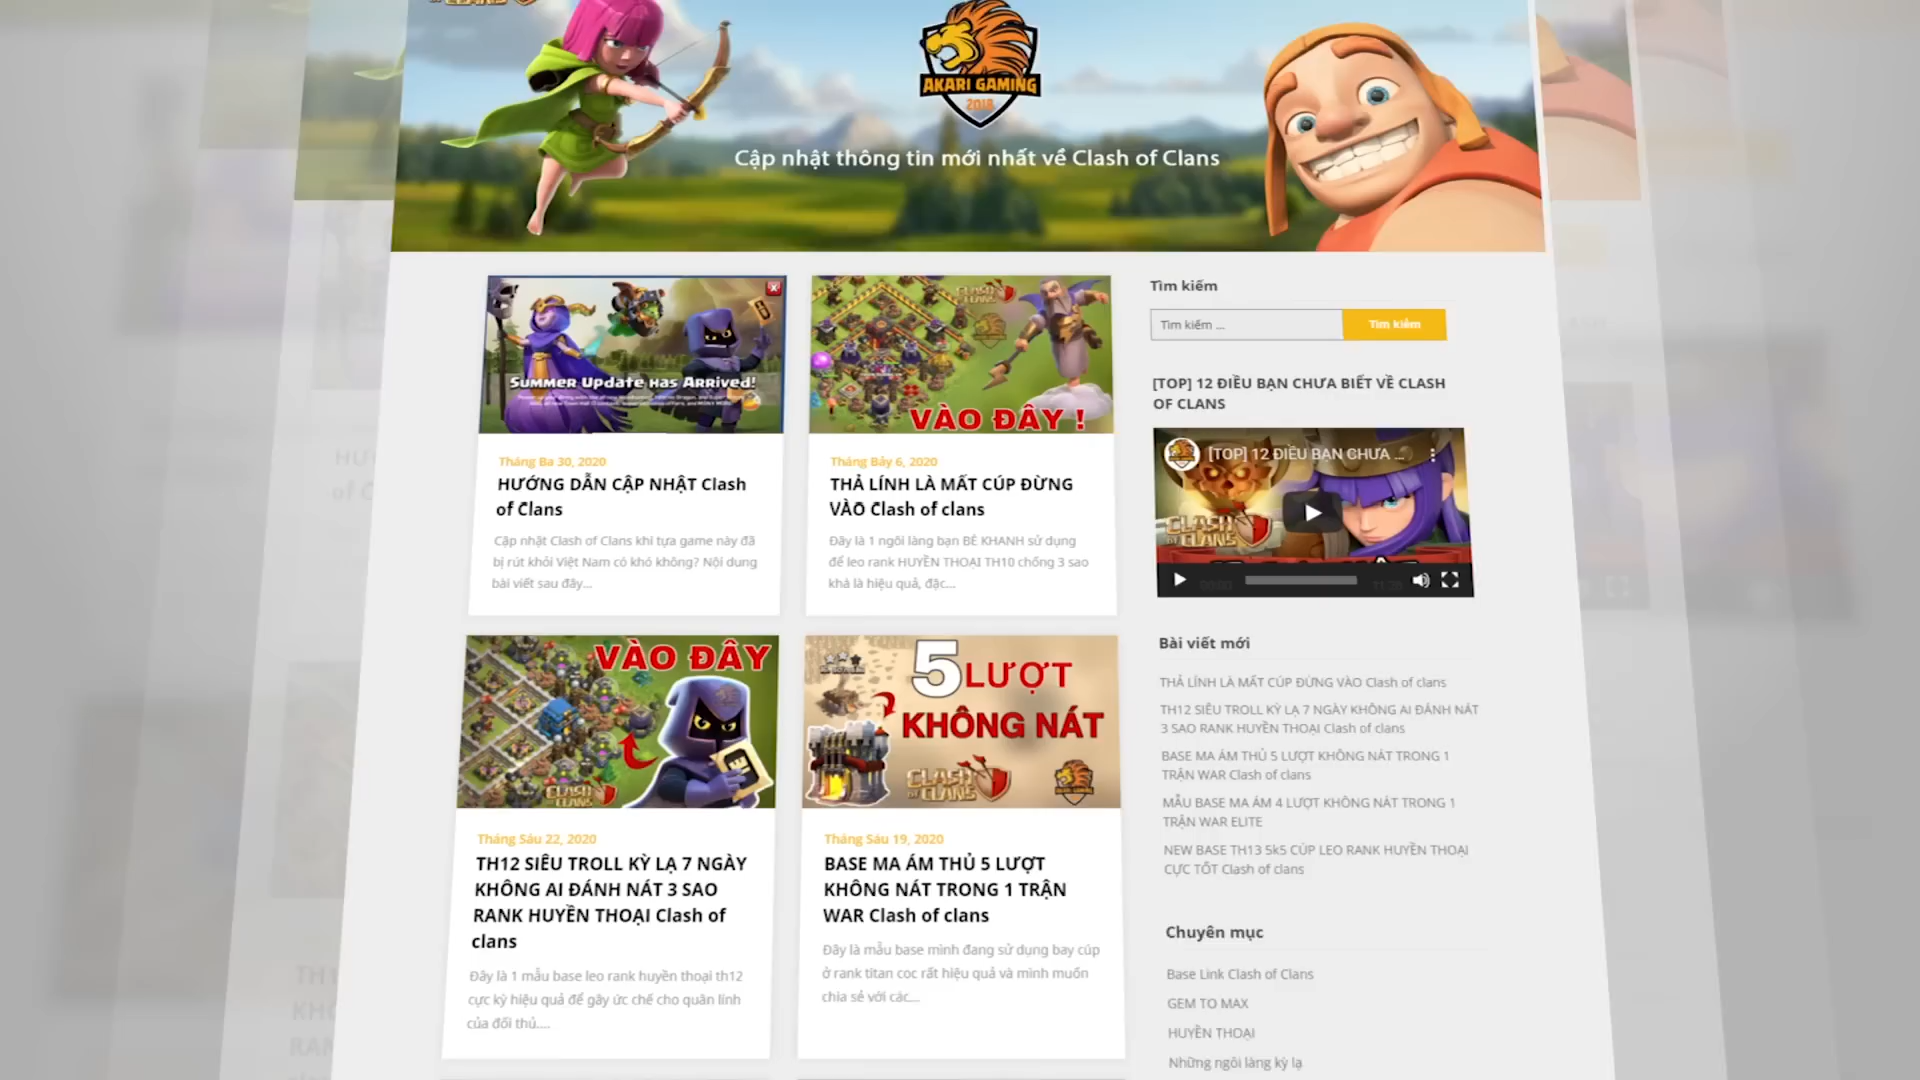 AKARI GAMING
2018
Cập nhật thông tin mới nhất về Clash of Clans
SUMMER UPDATE HAS ARRIVED!
Tháng Ba 30, 2020
HƯỚNG DẪN CẬP NHẬT Clash
of Clans
Cập nhật Clash of Clans khi tựa game này đã
bị rút khỏi Việt Nam có khó không? Nội dung
bài viết sau đây...
VÀO ĐÂY !
Tháng Bảy 6, 2020
THẢ LÍNH LÀ MẤT CÚP ĐỪNG
VÀO Clash of clans
Đây là 1 ngôi làng bạn BÉ KHANH sử dụng
để leo rank HUYỀN THOẠI TH10 chống 3 sao
khá là hiệu quả, đặc...
VÀO ĐÂY
CLASH OF CLANS
Tháng Sáu 22, 2020
TH12 SIÊU TROLL KỲ LẠ 7 NGÀY
KHÔNG AI ĐÁNH NÁT 3 SAO
RANK HUYỀN THOẠI Clash of
clans
Đây là 1 mẫu base leo rank huyền thoại th12
cực kỳ hiệu quả để gây ức chế cho quân lính
của đối thủ....
5 LƯỢT
KHÔNG NÁT
CLASH OF CLANS
AKARI GAMING
Tháng Sáu 19, 2020
BASE MA ÁM THỦ 5 LƯỢT
KHÔNG NÁT TRONG 1 TRẬN
WAR Clash of clans
Đây là mẫu base mình đang sử dụng bay cúp
ở rank titan coc rất hiệu quả và mình muốn
chia sẻ với các....
Tìm kiếm
Tìm kiếm ...
Tìm kiếm
[TOP] 12 ĐIỀU BẠN CHƯA BIẾT VỀ CLASH
OF CLANS
[TOP] 12 ĐIỀU BẠN CHƯA ...
CLASH OF CLANS
Bài viết mới
THẢ LÍNH LÀ MẤT CÚP ĐỪNG VÀO Clash of clans
TH12 SIÊU TROLL KỲ LẠ 7 NGÀY KHÔNG AI ĐÁNH NÁT
3 SAO RANK HUYỀN THOẠI Clash of clans
BASE MA ÁM THỦ 5 LƯỢT KHÔNG NÁT TRONG 1
TRẬN WAR Clash of clans
MẪU BASE MA ÁM 4 LƯỢT KHÔNG NÁT TRONG 1
TRẬN WAR ELITE
NEW BASE TH13 5k5 CÚP LEO RANK HUYỀN THOẠI
CỰC TỐT Clash of clans
Chuyên mục
Base Link Clash of Clans
GEM TO MAX
HUYỀN THOẠI
Những ngôi làng kỳ lạ